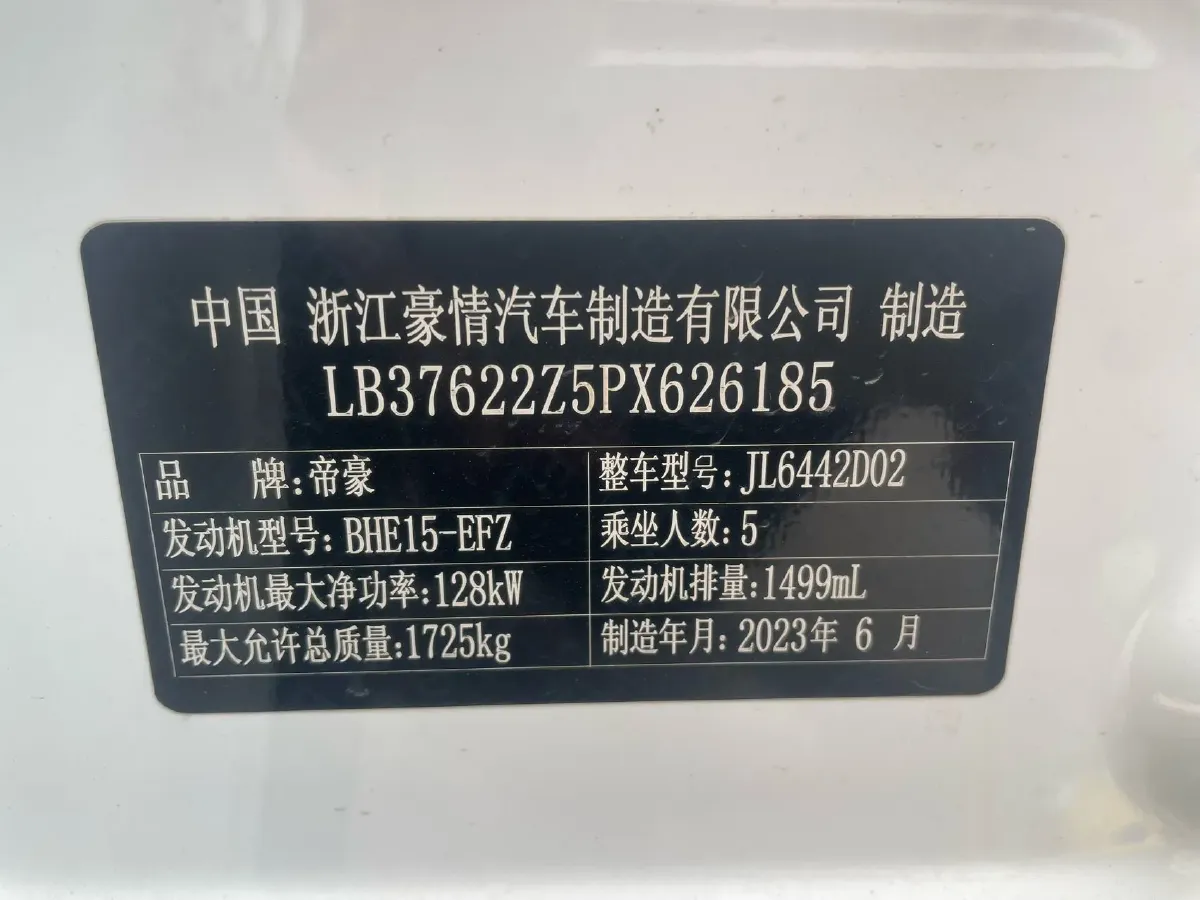 中国 浙江豪情汽车制造有限公司 制造
LB37622Z5PX626185
品 牌:帝豪 整车型号:JL6442D02
发动机型号:BHE15-EFZ 乘坐人数:5
发动机最大净功率:128kW 发动机排量:1499mL
最大允许总质量:1725kg 制造年月:2023年 6 月